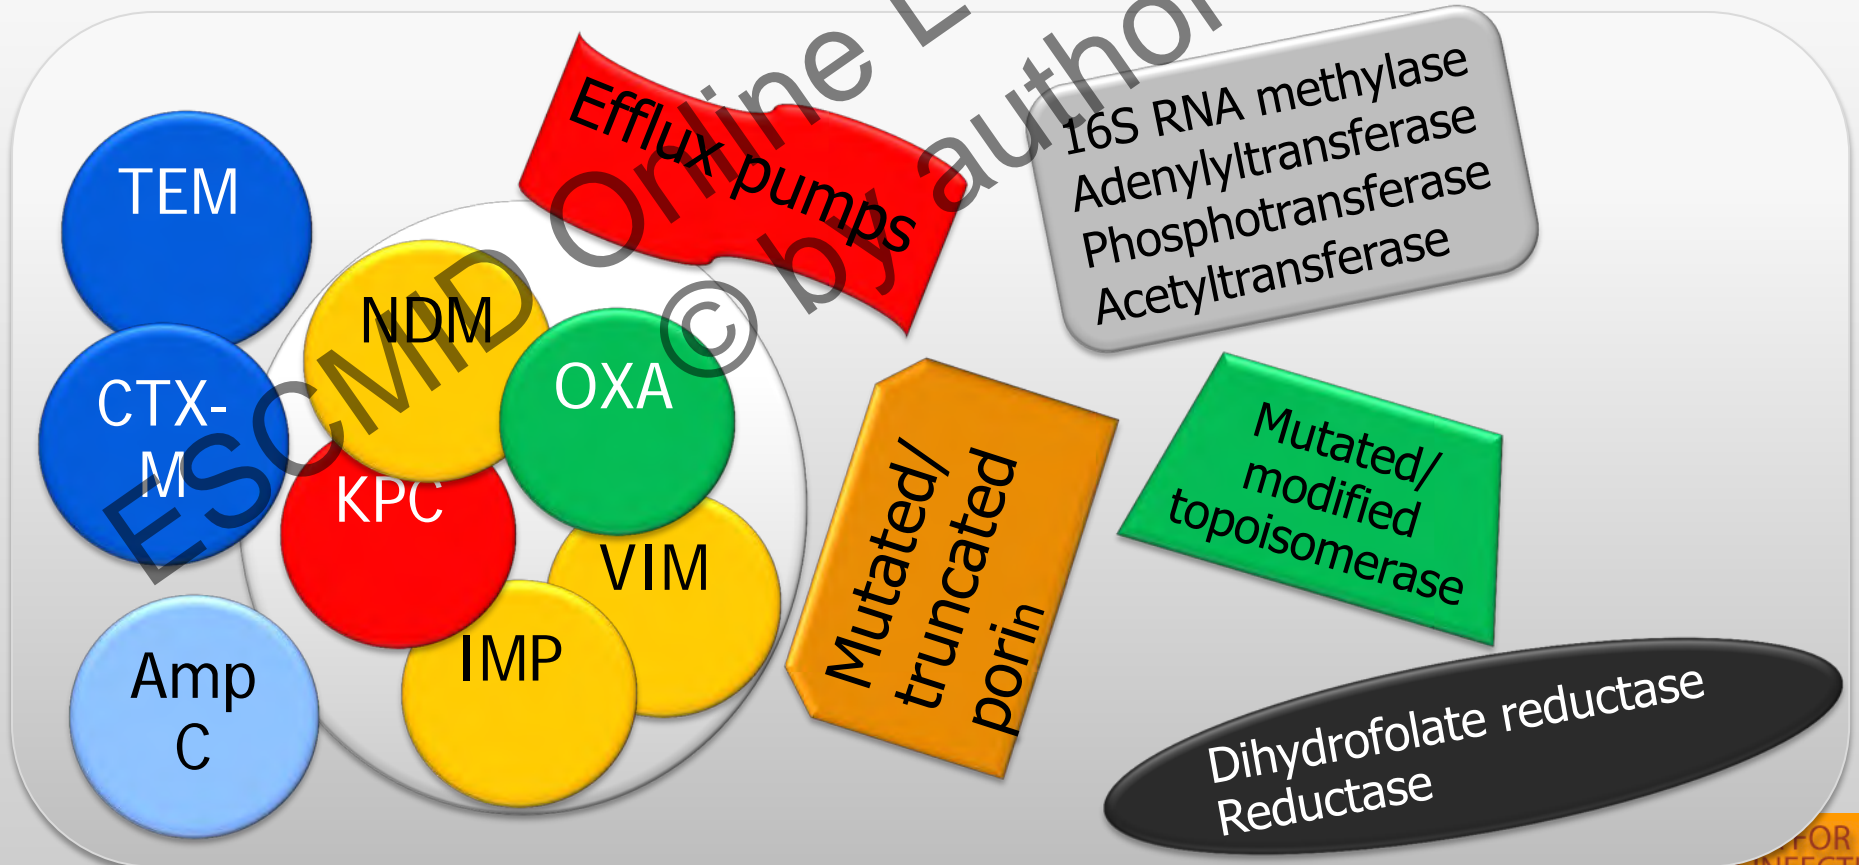 TEM
CTX-
M
Amp
C
NDM
OXA
KPC
VIM
IMP
Efflux pumps
16S RNA methylase
Adenylyltransferase
Phosphotransferase
Acetyltransferase
Mutated/
truncated
porin
Mutated/
modified
topoisomerase
Dihydrofolate reductase
Reductase
ESCMID Online L
© by author
FOR